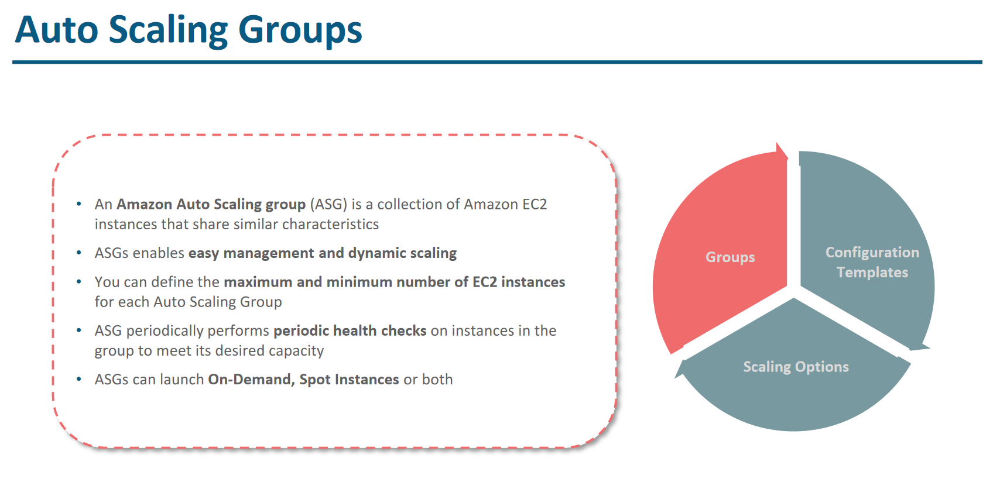 Auto Scaling Groups
• An Amazon Auto Scaling group (ASG) is a collection of Amazon EC2
instances that share similar characteristics
• ASGs enables easy management and dynamic scaling
• You can define the maximum and minimum number of EC2 instances
for each Auto Scaling Group
• ASG periodically performs periodic health checks on instances in the
group to meet its desired capacity
• ASGs can launch On-Demand, Spot Instances or both
Groups
Configuration
Templates
Scaling Options